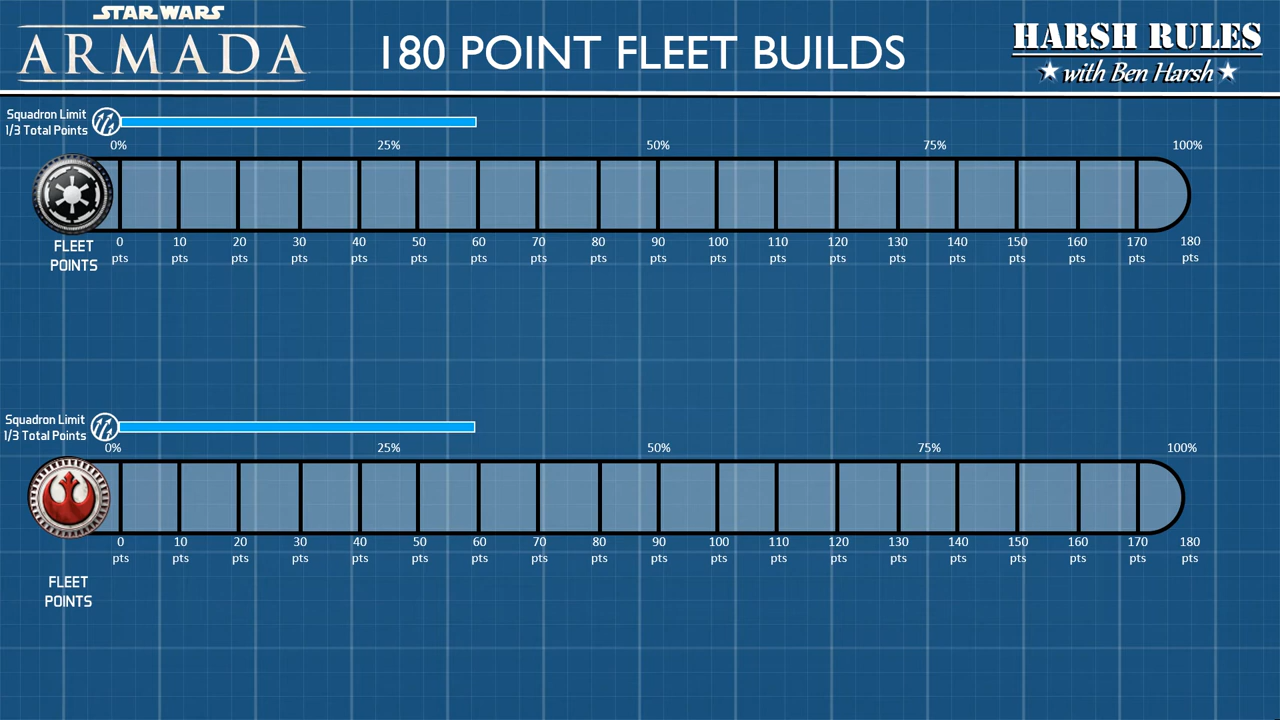 STAR WARS
ARMADA
180 POINT FLEET BUILDS
HARSH RULES
with Ben Harsh
Squadron Limit
1/3 Total Points
0% 25% 50% 75% 100%
0 10 20 30 40 50 60 70 80 90 100 110 120 130 140 150 160 170 180
pts pts pts pts pts pts pts pts pts pts pts pts pts pts pts pts pts pts pts
FLEET
POINTS
Squadron Limit
1/3 Total Points
0% 25% 50% 75% 100%
0 10 20 30 40 50 60 70 80 90 100 110 120 130 140 150 160 170 180
pts pts pts pts pts pts pts pts pts pts pts pts pts pts pts pts pts pts pts
FLEET
POINTS